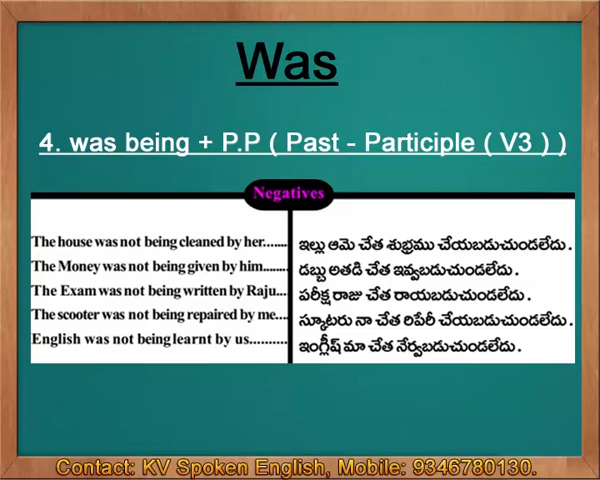 Was
4. was being + P.P ( Past - Participle ( V3 ) )
Negatives
The house was not being cleaned by her....... ఇల్లు ఆమె చేత శుభ్రము చేయబడుచుండలేదు.
The Money was not being given by him........ డబ్బు అతడి చేత ఇవ్వబడుచుండలేదు.
The Exam was not being written by Raju.... పరీక్ష రాజు చేత రాయబడుచుండలేదు.
The scooter was not being repaired by me.... స్కూటరు నా చేత రిపేరీ చేయబడుచుండలేదు.
English was not being learnt by us.......... ఇంగ్లీష్ మా చేత నేర్వబడుచుండలేదు.
Contact: KV Spoken English, Mobile: 9346780130.